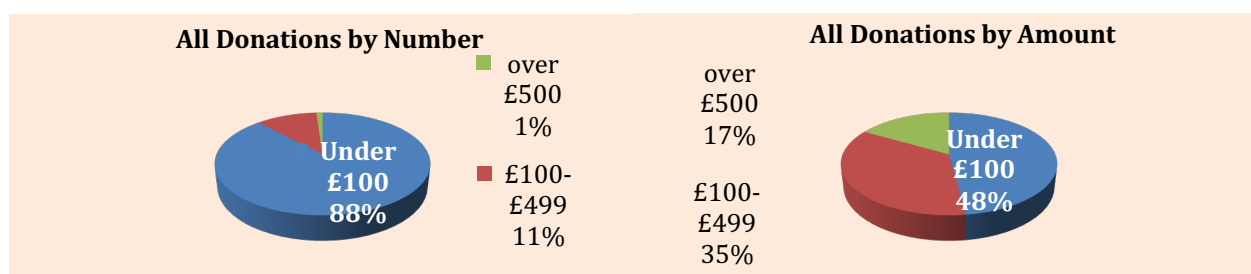 All Donations by Number
over
£500
1%
Under
£100
88%
£100-
£499
11%
All Donations by Amount
over
£500
17%
Under
£100
48%
£100-
£499
35%